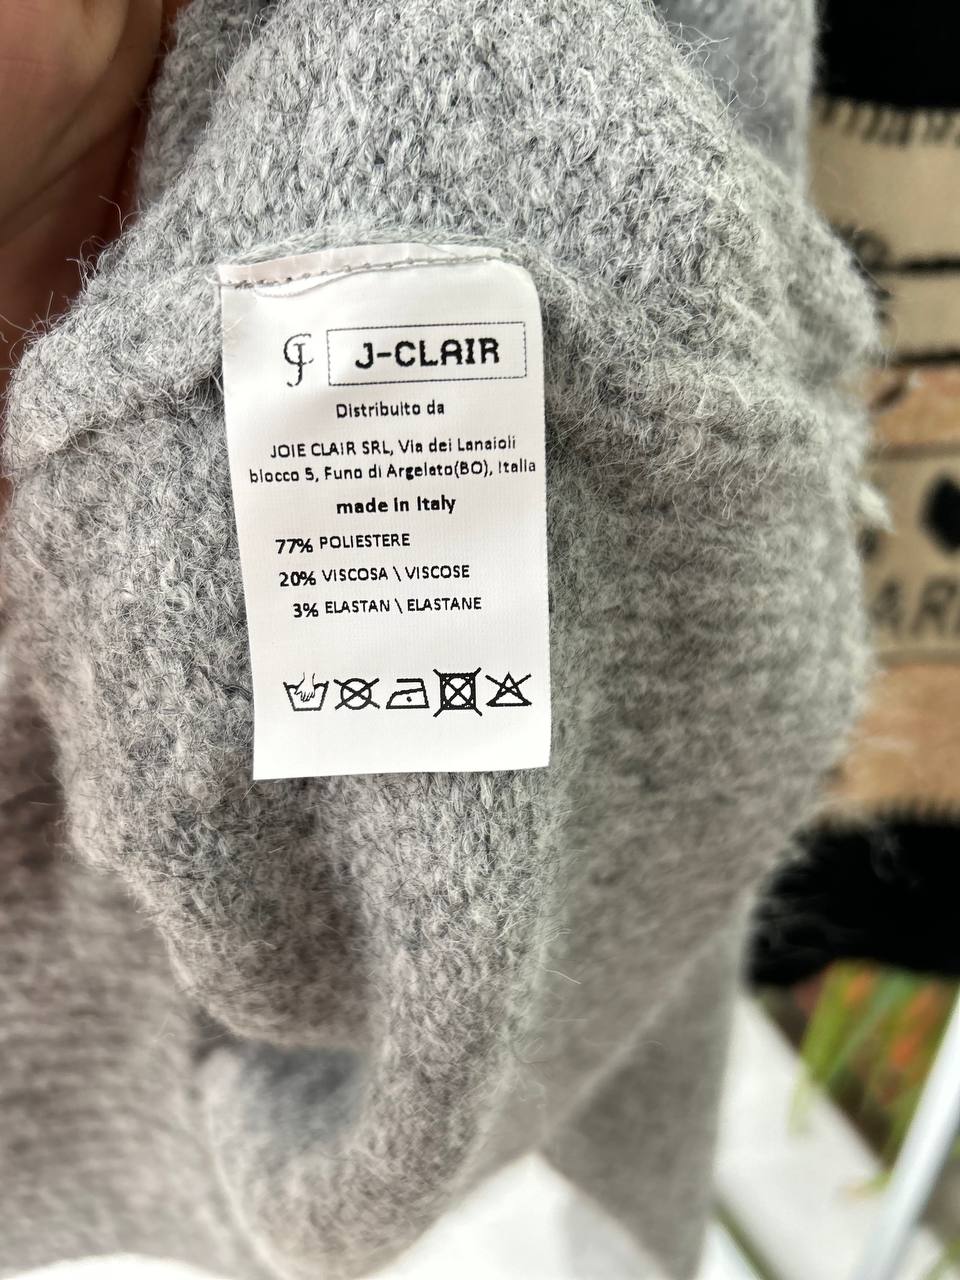 J-CLAIR
Distribuito da
JOIE CLAIR SRL, Via dei Lanaioli
blocco 5, Funo di Argelato(BO), Italia
made in Italy
77% POLIESTERE
20% VISCOSA \ VISCOSE
3% ELASTAN \ ELASTANE